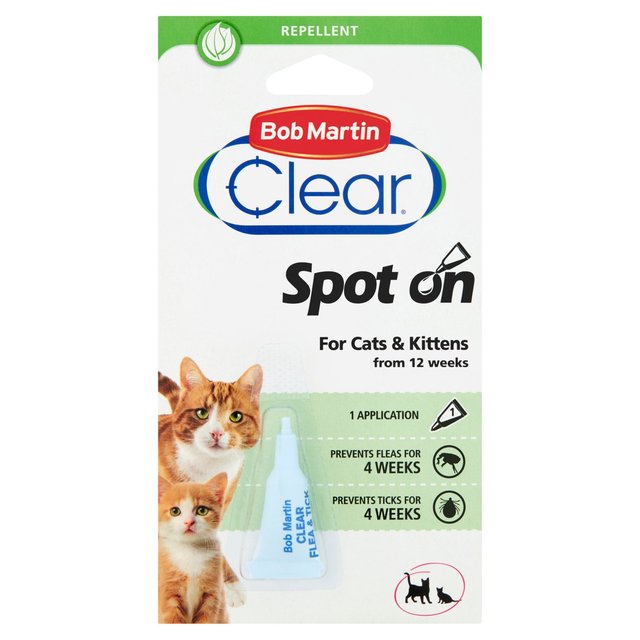 REPELLENT
Bob Martin
Clear®
Spot on
For Cats & Kittens
from 12 weeks
1 APPLICATION
1
PREVENTS FLEAS FOR
4 WEEKS
PREVENTS TICKS FOR
4 WEEKS
Bob Martin
CLEAR
FLEA & TICK